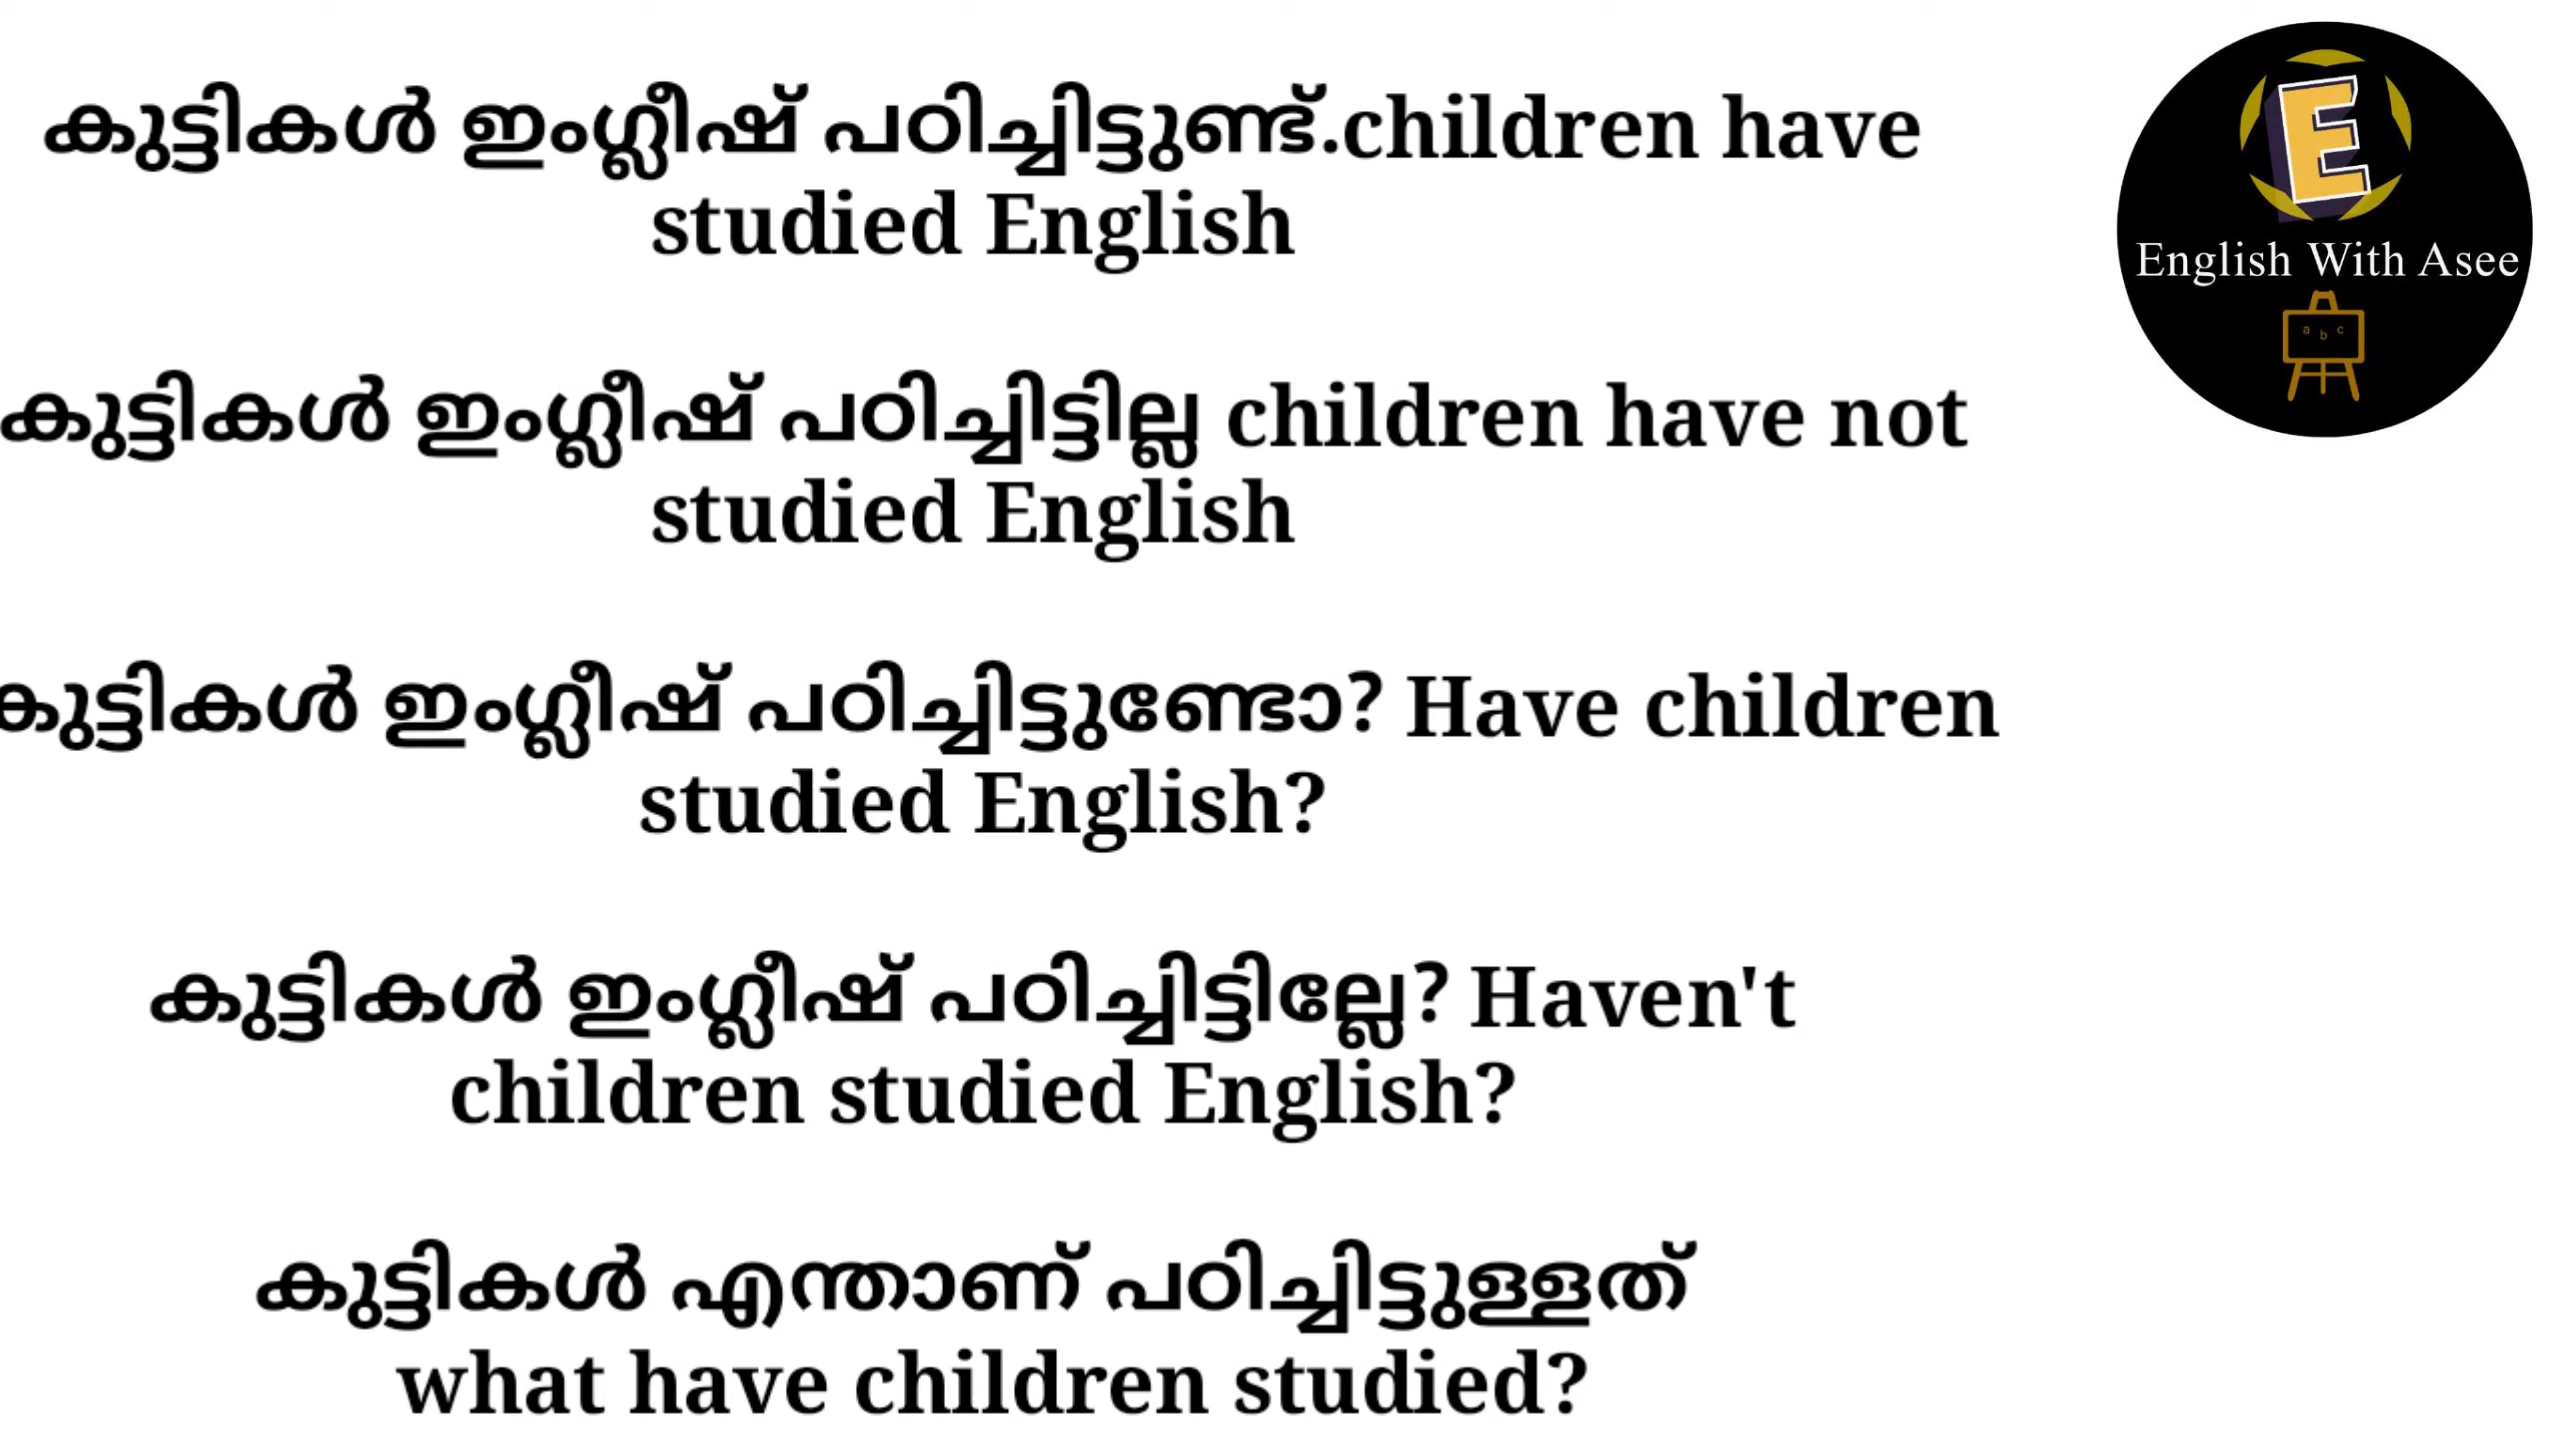 കുട്ടികൾ ഇംഗ്ലീഷ് പഠിച്ചിട്ടുണ്ട്.children have
studied English
കുട്ടികൾ ഇംഗ്ലീഷ് പഠിച്ചിട്ടില്ല children have not
studied English
കുട്ടികൾ ഇംഗ്ലീഷ് പഠിച്ചിട്ടുണ്ടോ? Have children
studied English?
കുട്ടികൾ ഇംഗ്ലീഷ് പഠിച്ചിട്ടില്ലേ? Haven't
children studied English?
കുട്ടികൾ എന്താണ് പഠിച്ചിട്ടുള്ളത്
what have children studied?
E
English With Asee
a b c